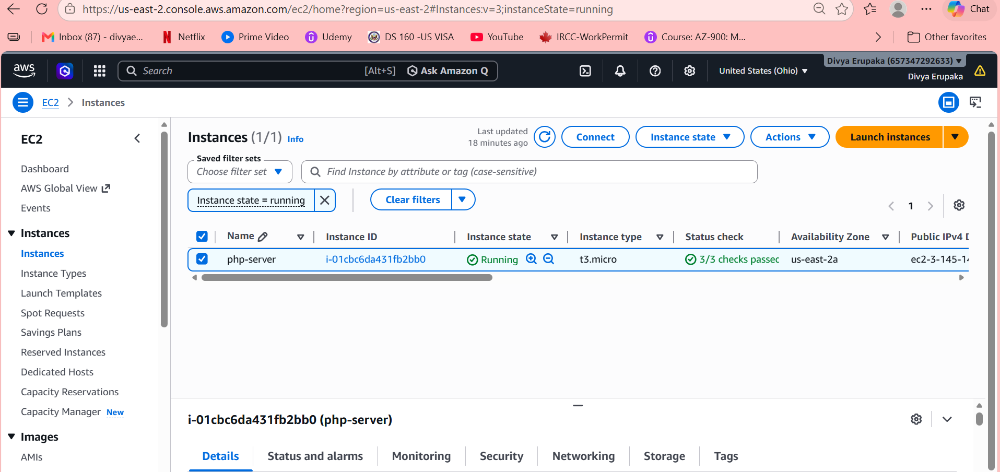 https://us-east-2.console.aws.amazon.com/ec2/home?region=us-east-2#Instances:v=3;instanceState=running
Chat
Inbox (87) - divyae...
Netflix
Prime Video
Udemy
DS 160 -US VISA
YouTube
IRCC-WorkPermit
Course: AZ-900: M...
Other favorites
aws
Search
[Alt+S]
Ask Amazon Q
United States (Ohio)
Divya Erupaka (657347292633)
Divya Erupaka
EC2
Instances
EC2
Dashboard
AWS Global View
Events
Instances
Instances
Instance Types
Launch Templates
Spot Requests
Savings Plans
Reserved Instances
Dedicated Hosts
Capacity Reservations
Capacity Manager New
Images
AMIs
Instances (1/1) Info
Last updated
18 minutes ago
Connect
Instance state
Actions
Launch instances
Saved filter sets
Choose filter set
Find Instance by attribute or tag (case-sensitive)
Instance state = running
Clear filters
1
Name
Instance ID
Instance state
Instance type
Status check
Availability Zone
Public IPv4 D
php-server
i-01cbc6da431fb2bb0
Running
t3.micro
3/3 checks passed
us-east-2a
ec2-3-145-14
i-01cbc6da431fb2bb0 (php-server)
Details
Status and alarms
Monitoring
Security
Networking
Storage
Tags